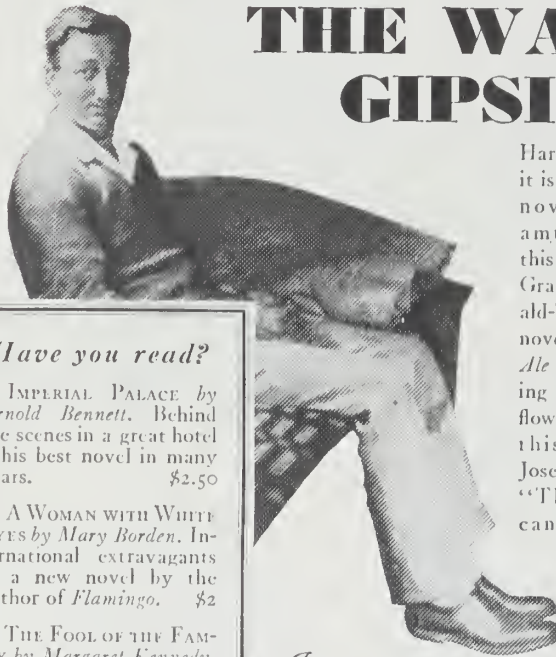 THE WA
GIPSI
Har
it is
nov
amu
this
Gra
ald-
nove
Ale
ing
flow
this
Jose
"Tl
can
Have you read?
IMPERIAL PALACE by
rnold Bennett. Behind
e scenes in a great hotel
his best novel in many
ars. $2.50
A WOMAN WITH WHITE
YES by Mary Borden. In-
rnational extravagants
a new novel by the
thor of Flamingo. $2
THE FOOL OF THE FAM-
by Margaret Kennedy